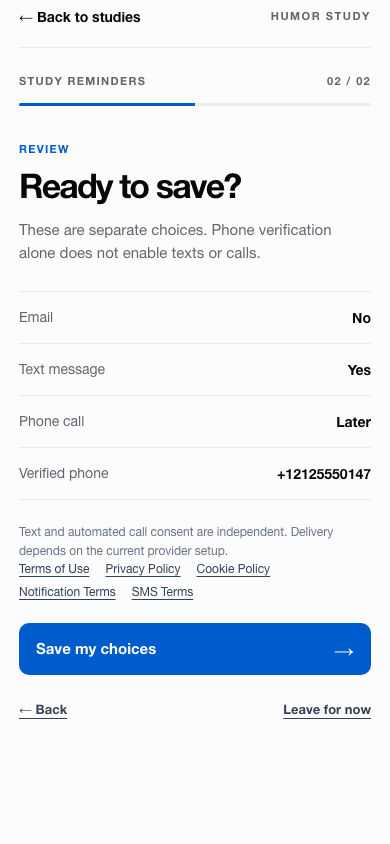 ← Back to studies
HUMOR STUDY
STUDY REMINDERS
02 / 02
REVIEW
Ready to save?
These are separate choices. Phone verification
alone does not enable texts or calls.
Email
No
Text message
Yes
Phone call
Later
Verified phone
+12125550147
Text and automated call consent are independent. Delivery
depends on the current provider setup.
Terms of Use Privacy Policy Cookie Policy
Notification Terms SMS Terms
Save my choices →
← Back
Leave for now